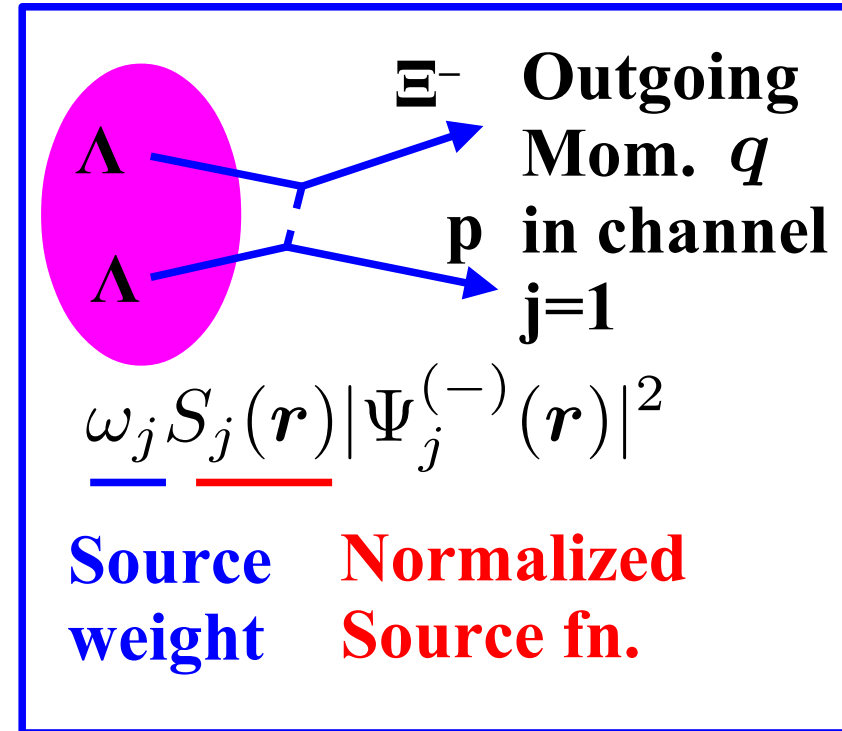 Ξ⁻ Outgoing
Λ Mom. q
p in channel
Λ j=1
ω_j S_j(r)|Ψ_j^{(−)}(r)|²
Source Normalized
weight Source fn.